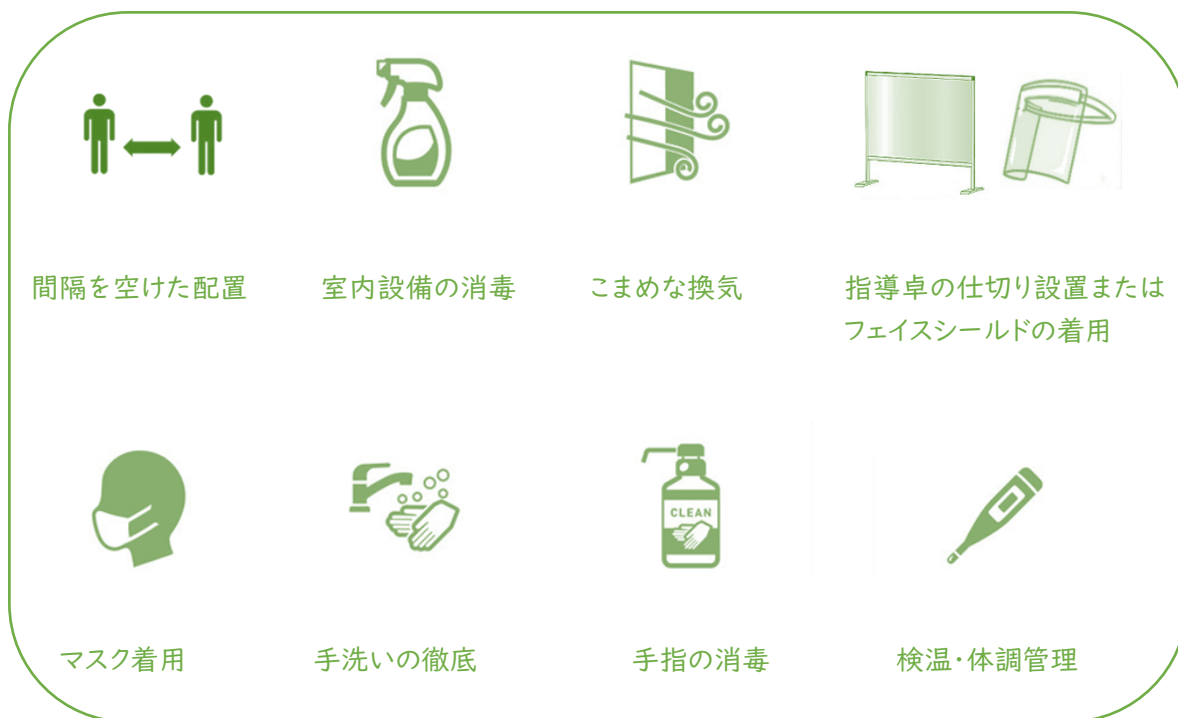 間隔を空けた配置
室内設備の消毒
こまめな換気
指導卓の仕切り設置または
フェイスシールドの着用
CLEAN
マスク着用
手洗いの徹底
手指の消毒
検温・体調管理